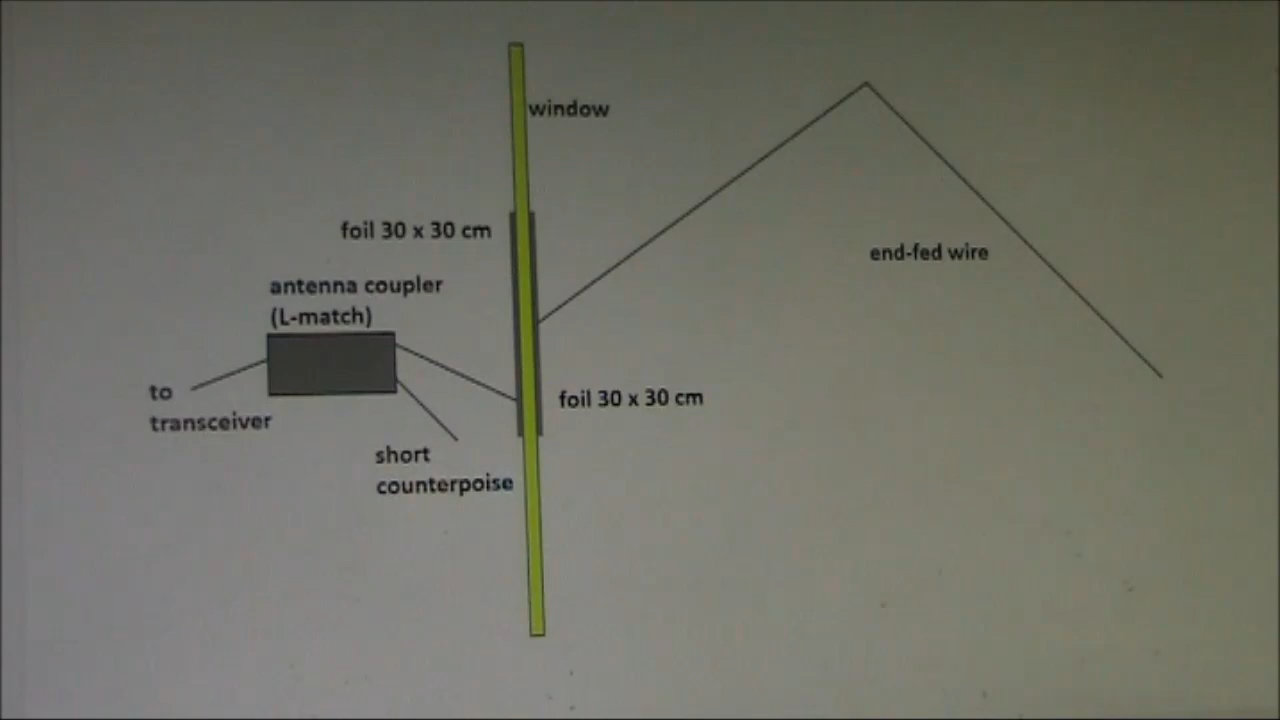 window
foil 30 x 30 cm
antenna coupler
(L-match)
end-fed wire
to
transceiver
foil 30 x 30 cm
short
counterpoise